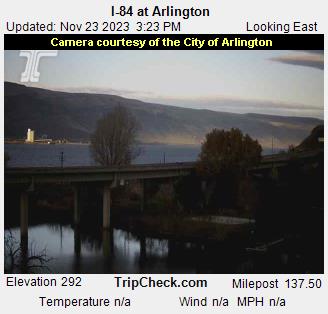 I-84 at Arlington
Updated: Nov 23 2023 3:23 PM Looking East
Camera courtesy of the City of Arlington
Elevation 292 TripCheck.com Milepost 137.50
Temperature n/a Wind n/a MPH n/a